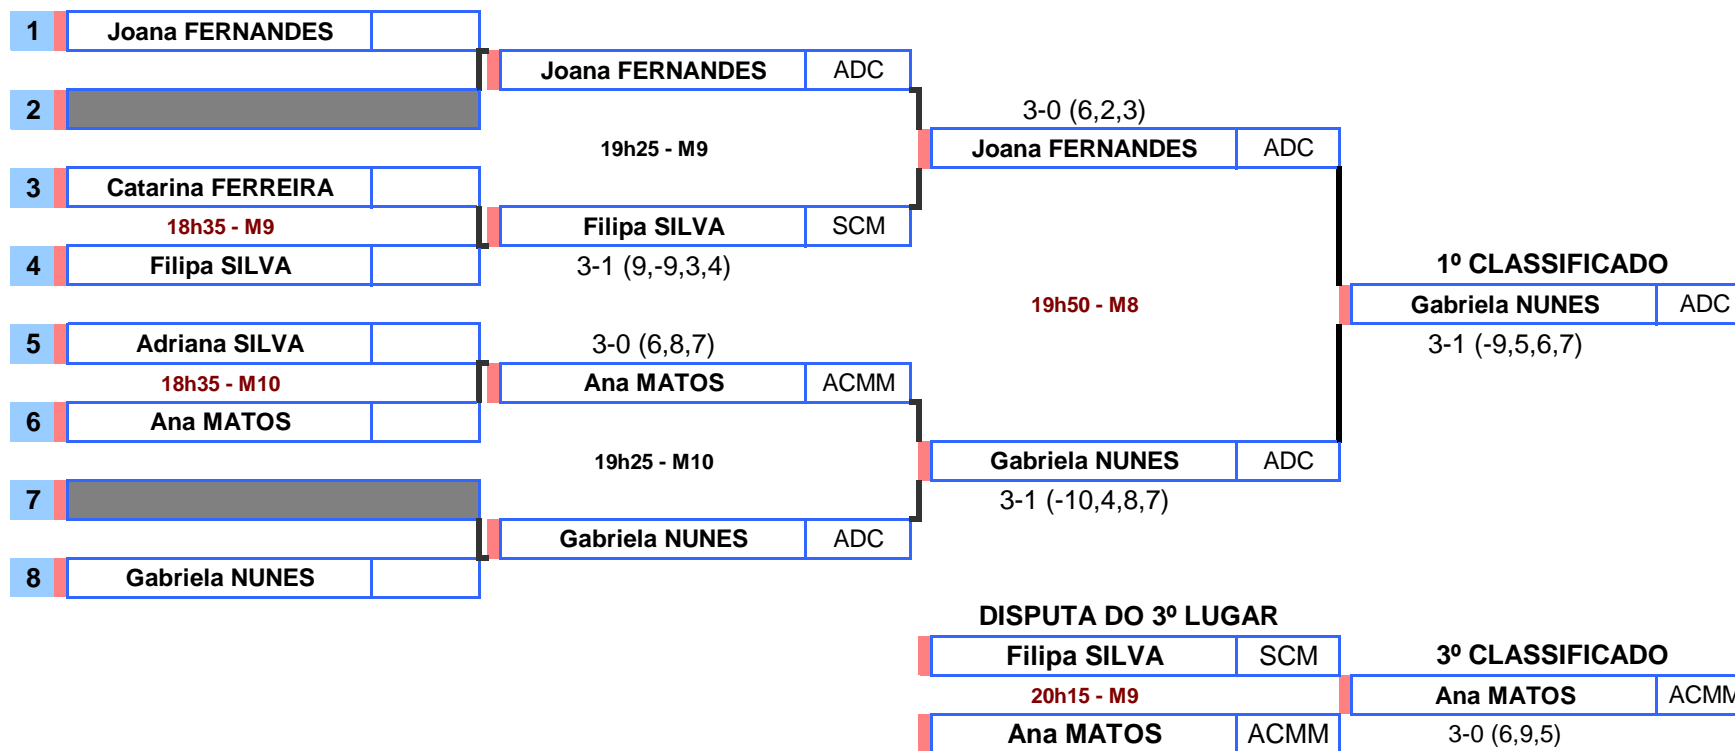 1 Joana FERNANDES
Joana FERNANDES ADC
2
3-0 (6,2,3)
19h25 - M9
Joana FERNANDES ADC
3 Catarina FERREIRA
18h35 - M9
Filipa SILVA SCM
4 Filipa SILVA
3-1 (9,-9,3,4)
1º CLASSIFICADO
19h50 - M8
Gabriela NUNES ADC
5 Adriana SILVA
3-0 (6,8,7)
3-1 (-9,5,6,7)
18h35 - M10
Ana MATOS ACMM
6 Ana MATOS
19h25 - M10
Gabriela NUNES ADC
7
3-1 (-10,4,8,7)
Gabriela NUNES ADC
8 Gabriela NUNES
DISPUTA DO 3º LUGAR
Filipa SILVA SCM
3º CLASSIFICADO
20h15 - M9
Ana MATOS ACMM
Ana MATOS ACMM
3-0 (6,9,5)